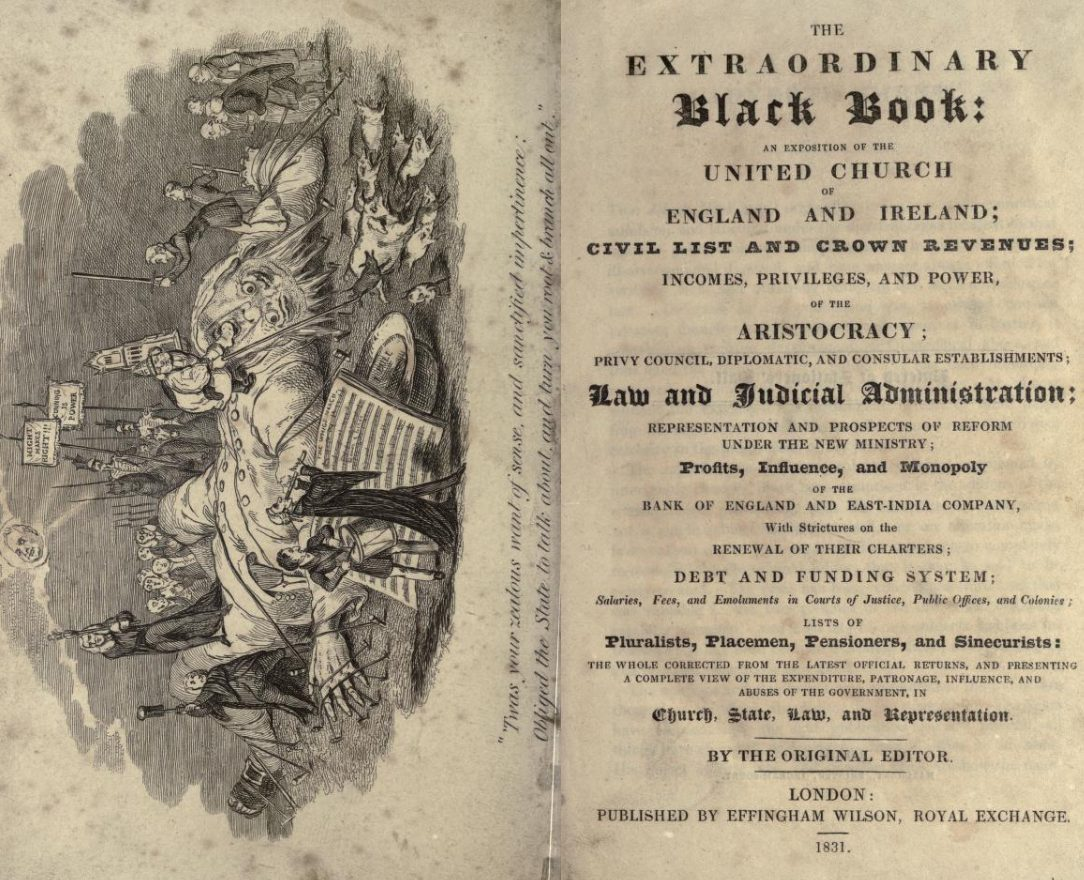 MIGHT
MAKES
RIGHT!!!
CUNNING
IS
POWER
"Twas your zealous want of sense, and sanctified impertinence;
Obliged the State to talk about, and turn you root & branch all out."
THE
EXTRAORDINARY
Black Book:
AN EXPOSITION OF THE
UNITED CHURCH
OF
ENGLAND AND IRELAND;
CIVIL LIST AND CROWN REVENUES;
INCOMES, PRIVILEGES, AND POWER,
OF THE
ARISTOCRACY;
PRIVY COUNCIL, DIPLOMATIC, AND CONSULAR ESTABLISHMENTS;
Law and Judicial Administration;
REPRESENTATION AND PROSPECTS OF REFORM
UNDER THE NEW MINISTRY;
Profits, Influence, and Monopoly
OF THE
BANK OF ENGLAND AND EAST-INDIA COMPANY,
With Strictures on the
RENEWAL OF THEIR CHARTERS;
DEBT AND FUNDING SYSTEM;
Salaries, Fees, and Emoluments in Courts of Justice, Public Offices, and Colonies;
LISTS OF
Pluralists, Placemen, Pensioners, and Sinecurists:
THE WHOLE CORRECTED FROM THE LATEST OFFICIAL RETURNS, AND PRESENTING
A COMPLETE VIEW OF THE EXPENDITURE, PATRONAGE, INFLUENCE, AND
ABUSES OF THE GOVERNMENT, IN
Church, State, Law, and Representation.
BY THE ORIGINAL EDITOR.
LONDON:
PUBLISHED BY EFFINGHAM WILSON, ROYAL EXCHANGE.
1831.